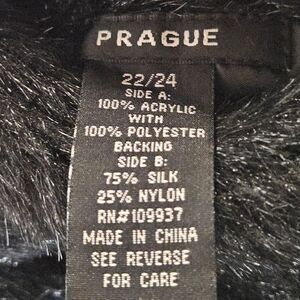 PRAGUE
22/24
SIDE A:
100% ACRYLIC
WITH
100% POLYESTER
BACKING
SIDE B:
75% SILK
25% NYLON
RN#109937
MADE IN CHINA
SEE REVERSE
FOR CARE